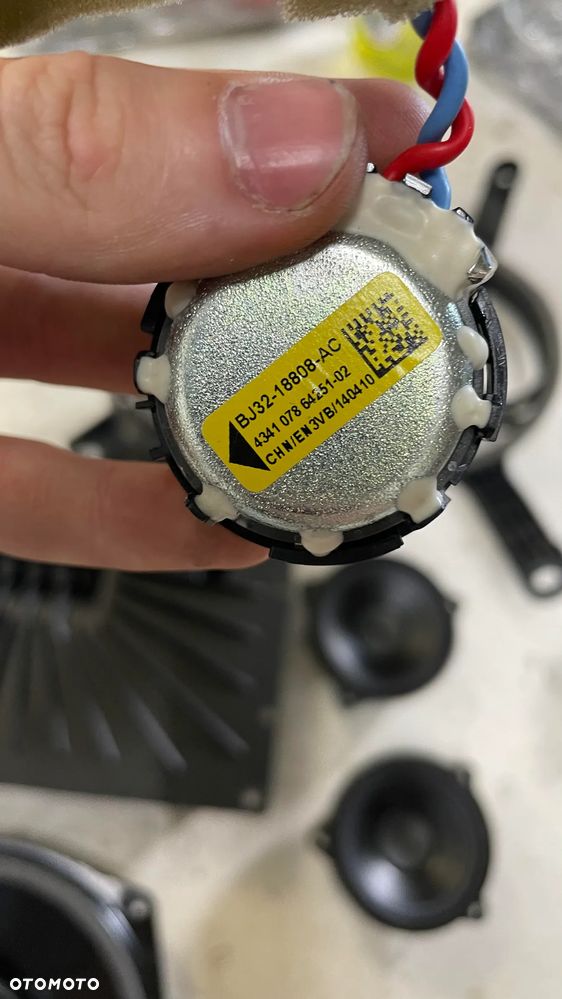 BJ32-18808-AC
4341 078 64251-02
CHN/EN3VB/140410
OTOMOTO